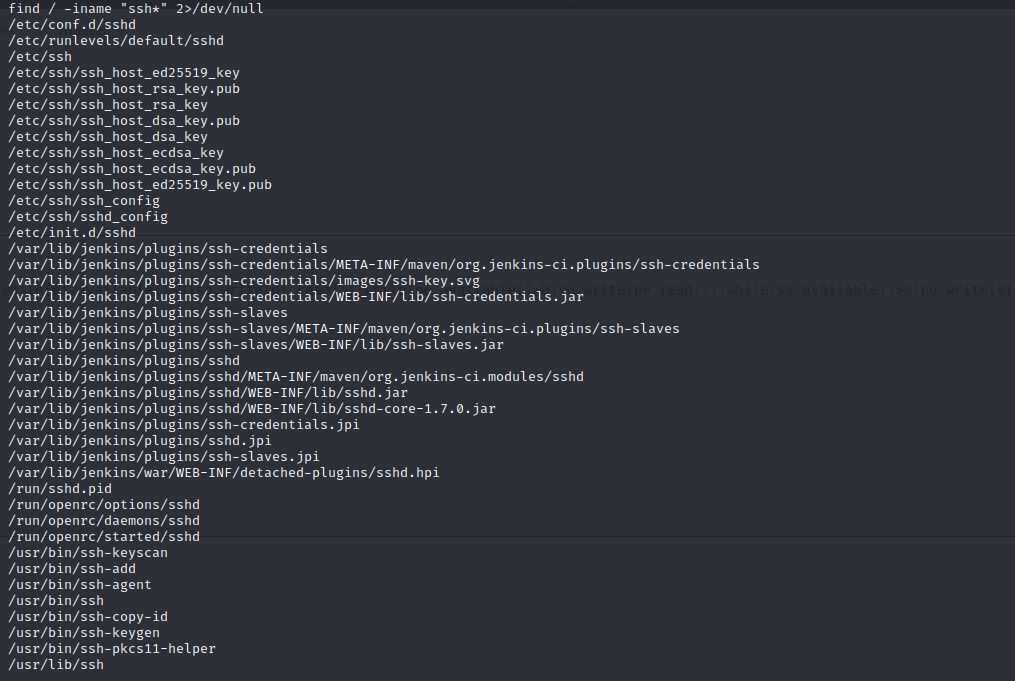 find / -iname "ssh*" 2>/dev/null
/etc/conf.d/sshd
/etc/runlevels/default/sshd
/etc/ssh
/etc/ssh/ssh_host_ed25519_key
/etc/ssh/ssh_host_rsa_key.pub
/etc/ssh/ssh_host_rsa_key
/etc/ssh/ssh_host_dsa_key.pub
/etc/ssh/ssh_host_dsa_key
/etc/ssh/ssh_host_ecdsa_key
/etc/ssh/ssh_host_ecdsa_key.pub
/etc/ssh/ssh_host_ed25519_key.pub
/etc/ssh/ssh_config
/etc/ssh/sshd_config
/etc/init.d/sshd
/var/lib/jenkins/plugins/ssh-credentials
/var/lib/jenkins/plugins/ssh-credentials/META-INF/maven/org.jenkins-ci.plugins/ssh-credentials
/var/lib/jenkins/plugins/ssh-credentials/images/ssh-key.svg
/var/lib/jenkins/plugins/ssh-credentials/WEB-INF/lib/ssh-credentials.jar write(pe.read());while(si.available()>0)po.write(si
/var/lib/jenkins/plugins/ssh-slaves
/var/lib/jenkins/plugins/ssh-slaves/META-INF/maven/org.jenkins-ci.plugins/ssh-slaves
/var/lib/jenkins/plugins/ssh-slaves/WEB-INF/lib/ssh-slaves.jar
/var/lib/jenkins/plugins/sshd
/var/lib/jenkins/plugins/sshd/META-INF/maven/org.jenkins-ci.modules/sshd
/var/lib/jenkins/plugins/sshd/WEB-INF/lib/sshd.jar
/var/lib/jenkins/plugins/sshd/WEB-INF/lib/sshd-core-1.7.0.jar
/var/lib/jenkins/plugins/ssh-credentials.jpi
/var/lib/jenkins/plugins/sshd.jpi
/var/lib/jenkins/plugins/ssh-slaves.jpi
/var/lib/jenkins/war/WEB-INF/detached-plugins/sshd.hpi
/run/sshd.pid
/run/openrc/options/sshd
/run/openrc/daemons/sshd
/run/openrc/started/sshd
/usr/bin/ssh-keyscan
/usr/bin/ssh-add
/usr/bin/ssh-agent
/usr/bin/ssh
/usr/bin/ssh-copy-id
/usr/bin/ssh-keygen
/usr/bin/ssh-pkcs11-helper
/usr/lib/ssh